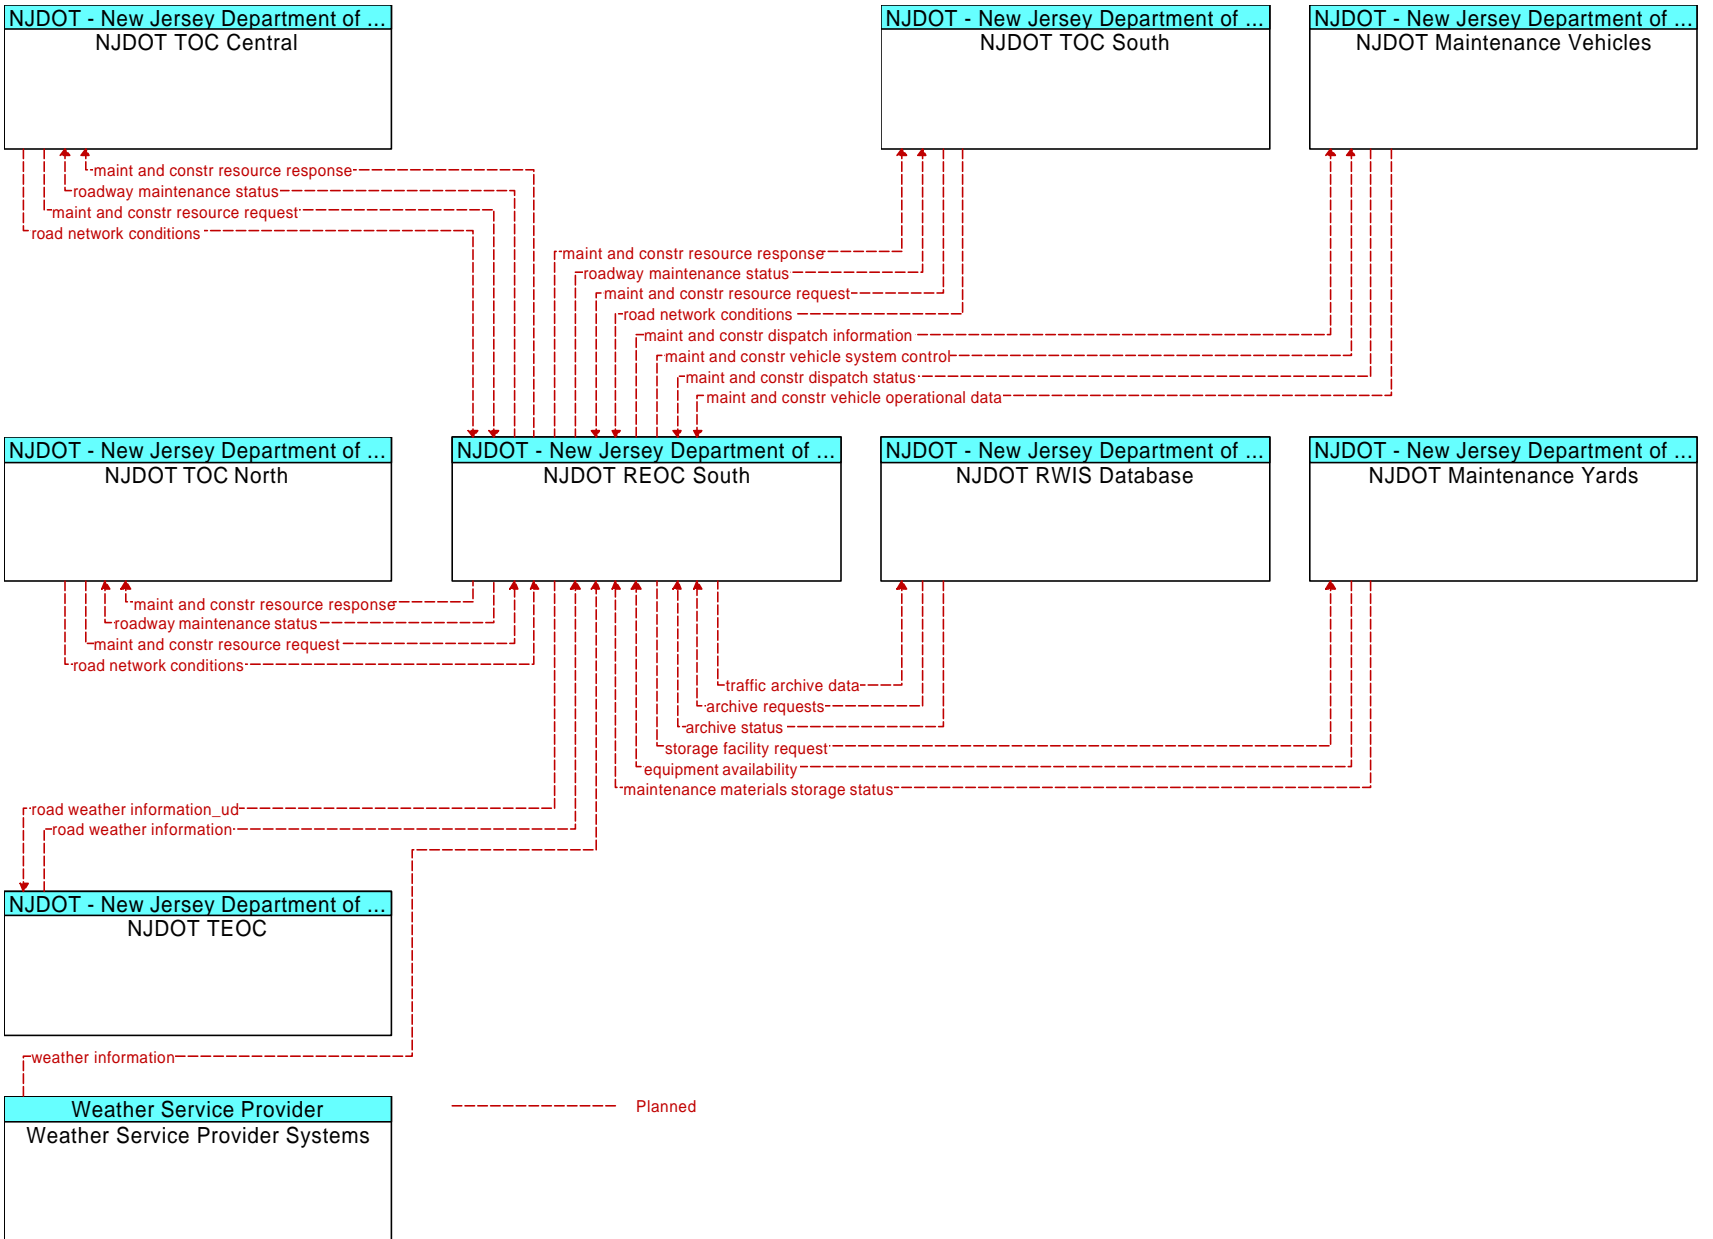 NJDOT - New Jersey Department of ...
NJDOT TOC Central
NJDOT - New Jersey Department of ...
NJDOT TOC South
NJDOT - New Jersey Department of ...
NJDOT Maintenance Vehicles
maint and constr resource response
roadway maintenance status
maint and constr resource request
road network conditions
maint and constr resource response
roadway maintenance status
maint and constr resource request
road network conditions
maint and constr dispatch information
maint and constr vehicle system control
maint and constr dispatch status
maint and constr vehicle operational data
NJDOT - New Jersey Department of ...
NJDOT TOC North
NJDOT - New Jersey Department of ...
NJDOT REOC South
NJDOT - New Jersey Department of ...
NJDOT RWIS Database
NJDOT - New Jersey Department of ...
NJDOT Maintenance Yards
maint and constr resource response
roadway maintenance status
maint and constr resource request
road network conditions
traffic archive data
archive requests
archive status
storage facility request
equipment availability
maintenance materials storage status
road weather information_ud
road weather information
NJDOT - New Jersey Department of ...
NJDOT TEOC
weather information
Weather Service Provider
Weather Service Provider Systems
Planned